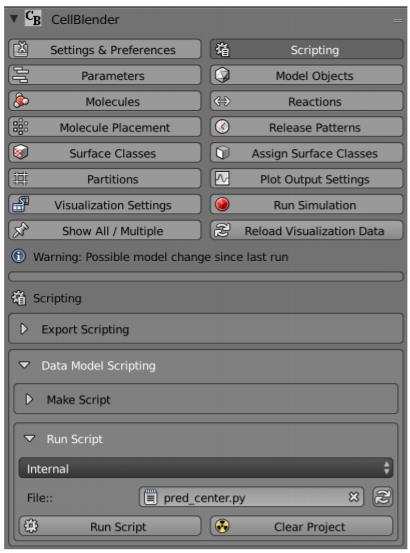 CB CellBlender
Settings & Preferences Scripting
Parameters Model Objects
Molecules Reactions
Molecule Placement Release Patterns
Surface Classes Assign Surface Classes
Partitions Plot Output Settings
Visualization Settings Run Simulation
Show All / Multiple Reload Visualization Data
Warning: Possible model change since last run
Scripting
Export Scripting
Data Model Scripting
Make Script
Run Script
Internal
File:: pred_center.py
Run Script Clear Project